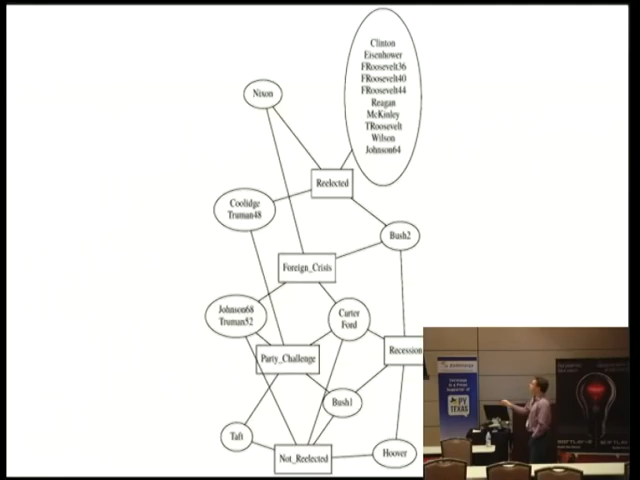 Clinton
Eisenhower
FRoosevelt36
FRoosevelt40
FRoosevelt44
Reagan
McKinley
TRoosevelt
Wilson
Johnson64
Nixon
Reelected
Coolidge
Truman48
Bush2
Foreign_Crisis
Johnson68
Truman52
Carter
Ford
Recession
Party_Challenge
Bush1
Taft
Not_Reelected
Hoover
PY
TEXAS